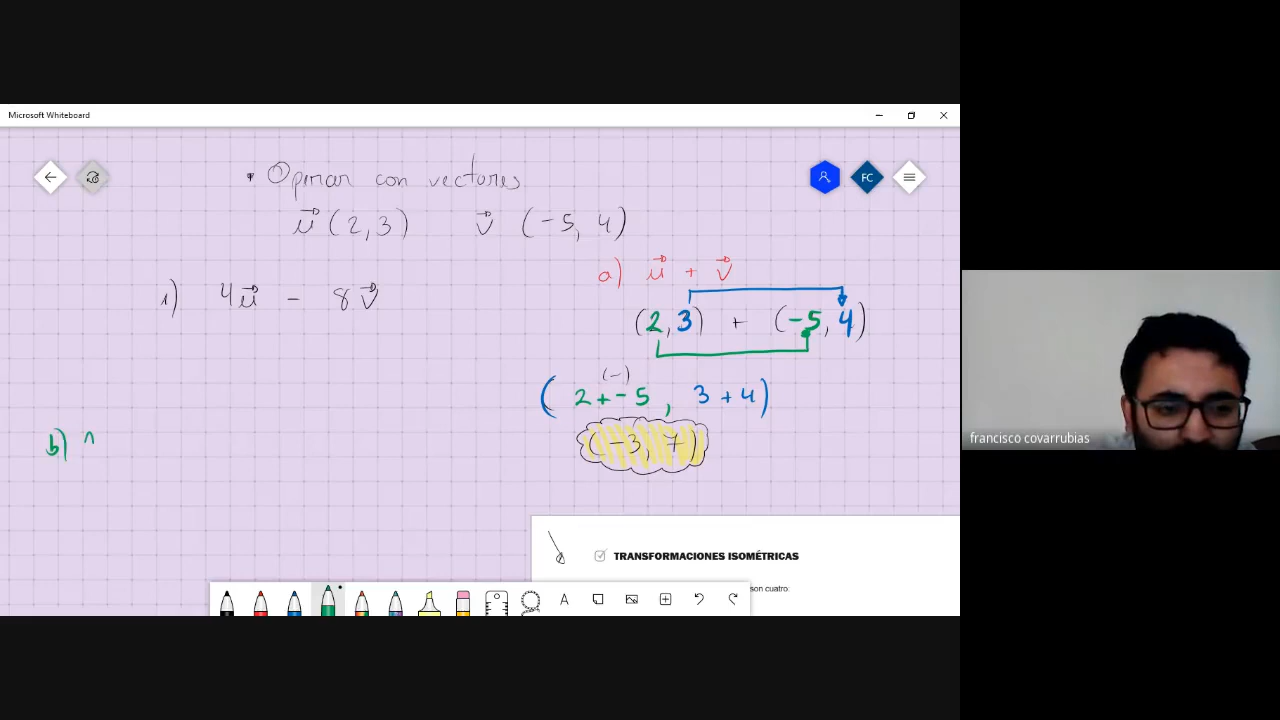 Microsoft Whiteboard
* Operar con vectores
FC
u⃗ (2,3) v⃗ (-5, 4)
a) u⃗ + v⃗
1) 4u⃗ - 8v⃗
(2,3) + (-5,4)
(-)
( 2 + -5 , 3 + 4)
(-3, 7)
b)
francisco covarrubias
TRANSFORMACIONES ISOMÉTRICAS
son cuatro:
A